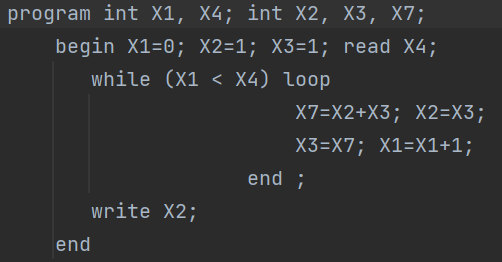 program int X1, X4; int X2, X3, X7;
begin X1=0; X2=1; X3=1; read X4;
while (X1 < X4) loop
X7=X2+X3; X2=X3;
X3=X7; X1=X1+1;
end ;
write X2;
end